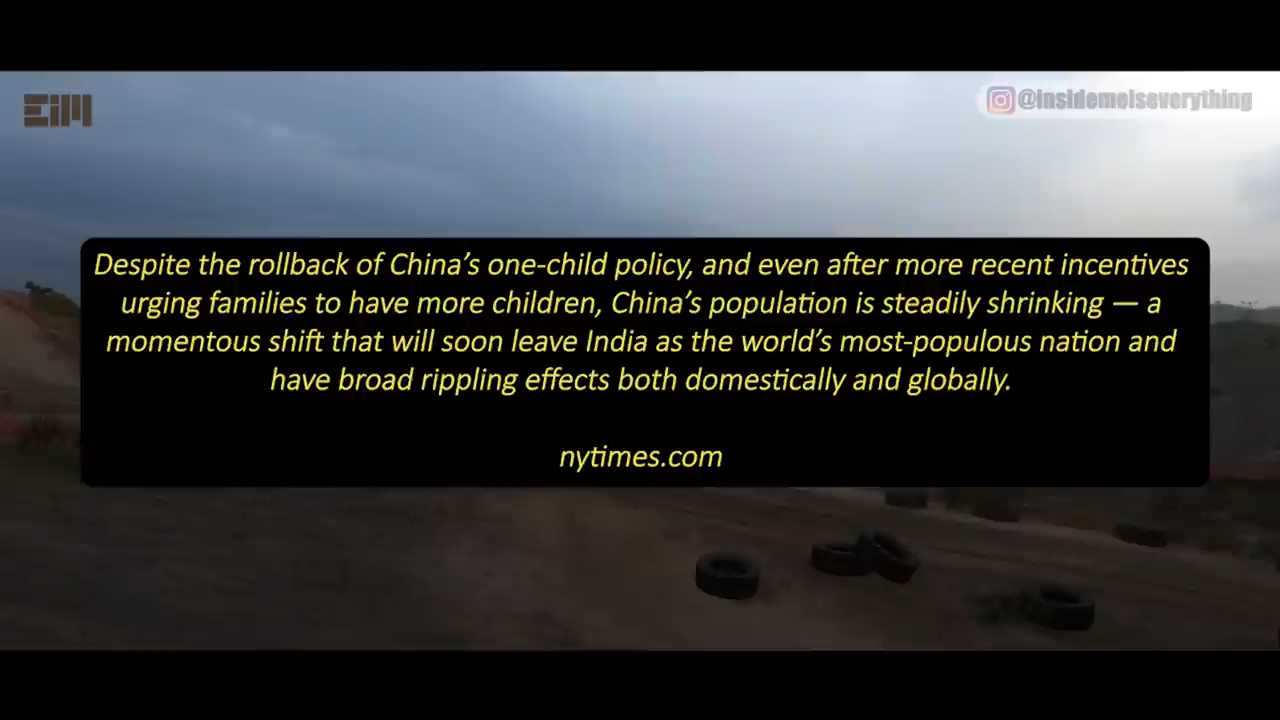 EiM
@insidemeiseverything
Despite the rollback of China’s one-child policy, and even after more recent incentives
urging families to have more children, China’s population is steadily shrinking — a
momentous shift that will soon leave India as the world’s most-populous nation and
have broad rippling effects both domestically and globally.
nytimes.com